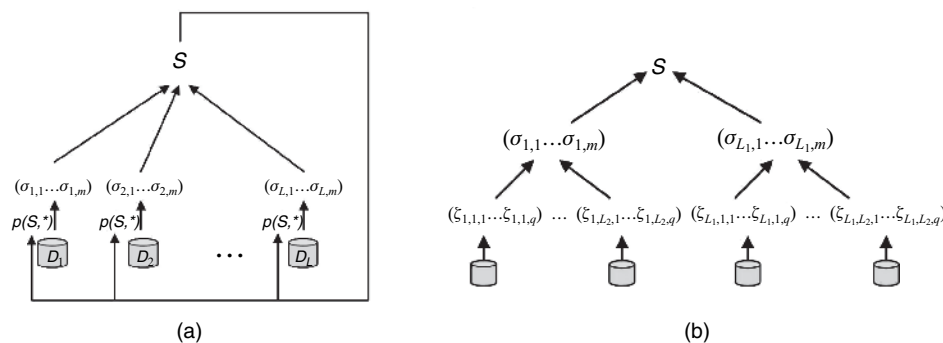 S
(σ1,1…σ1,m) (σ2,1…σ2,m) (σL,1…σL,m)
p(S,*) p(S,*) p(S,*)
D1 D2 … DL
(a)
S
(σ1,1…σ1,m) (σL1,1…σL1,m)
(ζ1,1,1…ζ1,1,q) … (ζ1,L2,1…ζ1,L2,q) (ζL1,1,1…ζL1,1,q) … (ζL1,L2,1…ζL1,L2,q)
(b)